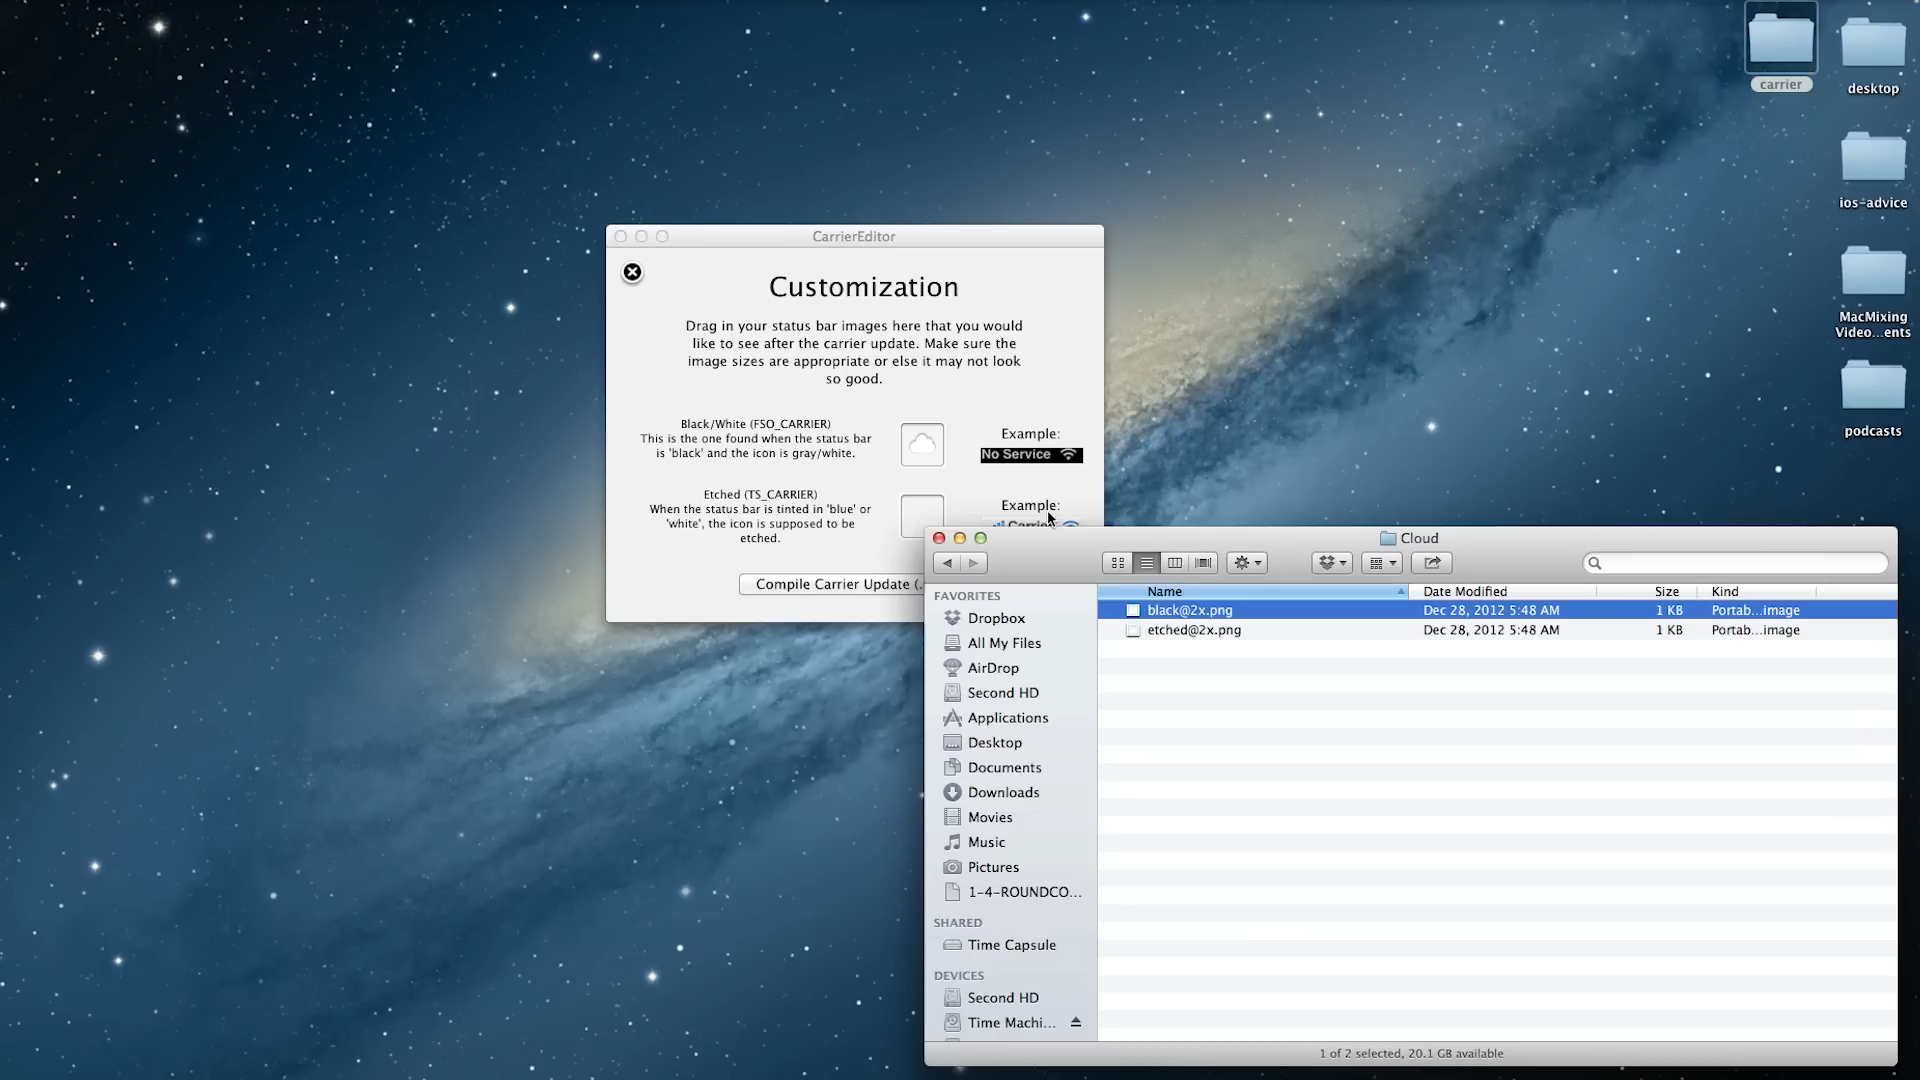 carrier
desktop
ios-advice
MacMixing
Video...ents
podcasts
CarrierEditor
Customization
Drag in your status bar images here that you would
like to see after the carrier update. Make sure the
image sizes are appropriate or else it may not look
so good.
Black/White (FSO_CARRIER)
This is the one found when the status bar
is 'black' and the icon is gray/white.
Example:
No Service
Etched (TS_CARRIER)
When the status bar is tinted in 'blue' or
'white', the icon is supposed to be
etched.
Example:
Compile Carrier Update (.
Cloud
FAVORITES
Dropbox
All My Files
AirDrop
Second HD
Applications
Desktop
Documents
Downloads
Movies
Music
Pictures
1-4-ROUNDCO...
SHARED
Time Capsule
DEVICES
Second HD
Time Machi...
Name Date Modified Size Kind
black@2x.png Dec 28, 2012 5:48 AM 1 KB Portab...image
etched@2x.png Dec 28, 2012 5:48 AM 1 KB Portab...image
1 of 2 selected, 20.1 GB available